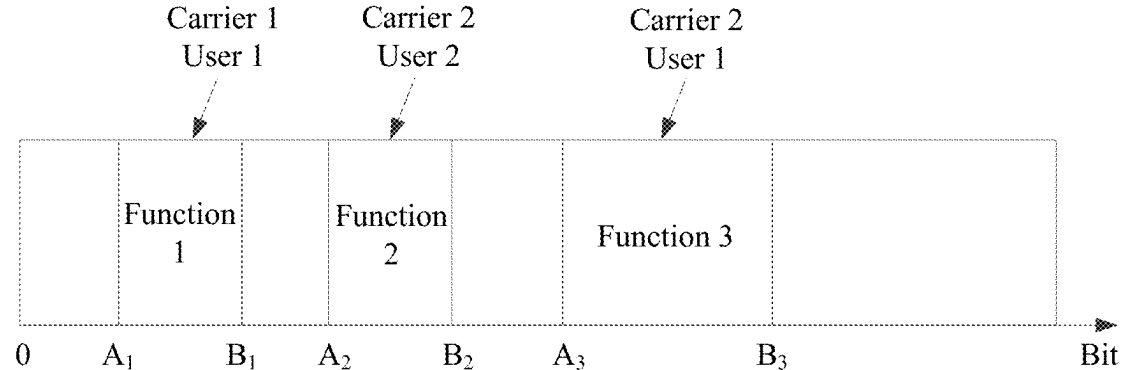 Carrier 1 Carrier 2 Carrier 2
User 1 User 2 User 1
Function Function
1 2 Function 3
0 A₁ B₁ A₂ B₂ A₃ B₃ Bit